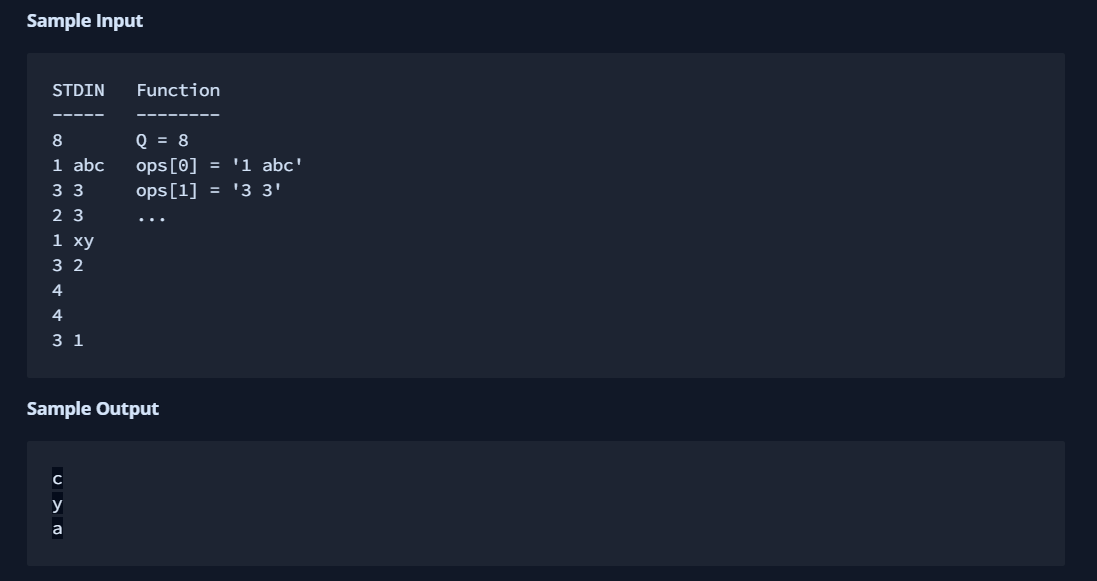 Sample Input
STDIN   Function
-----   --------
8       Q = 8
1 abc   ops[0] = '1 abc'
3 3     ops[1] = '3 3'
2 3     ...
1 xy
3 2
4
4
3 1
Sample Output
c
y
a